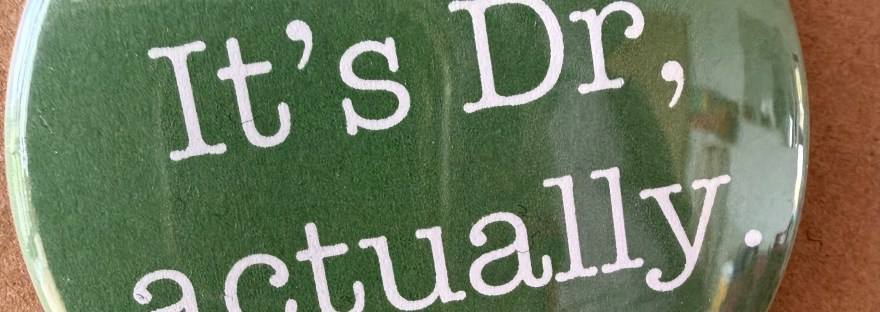 It's Dr,
actually.